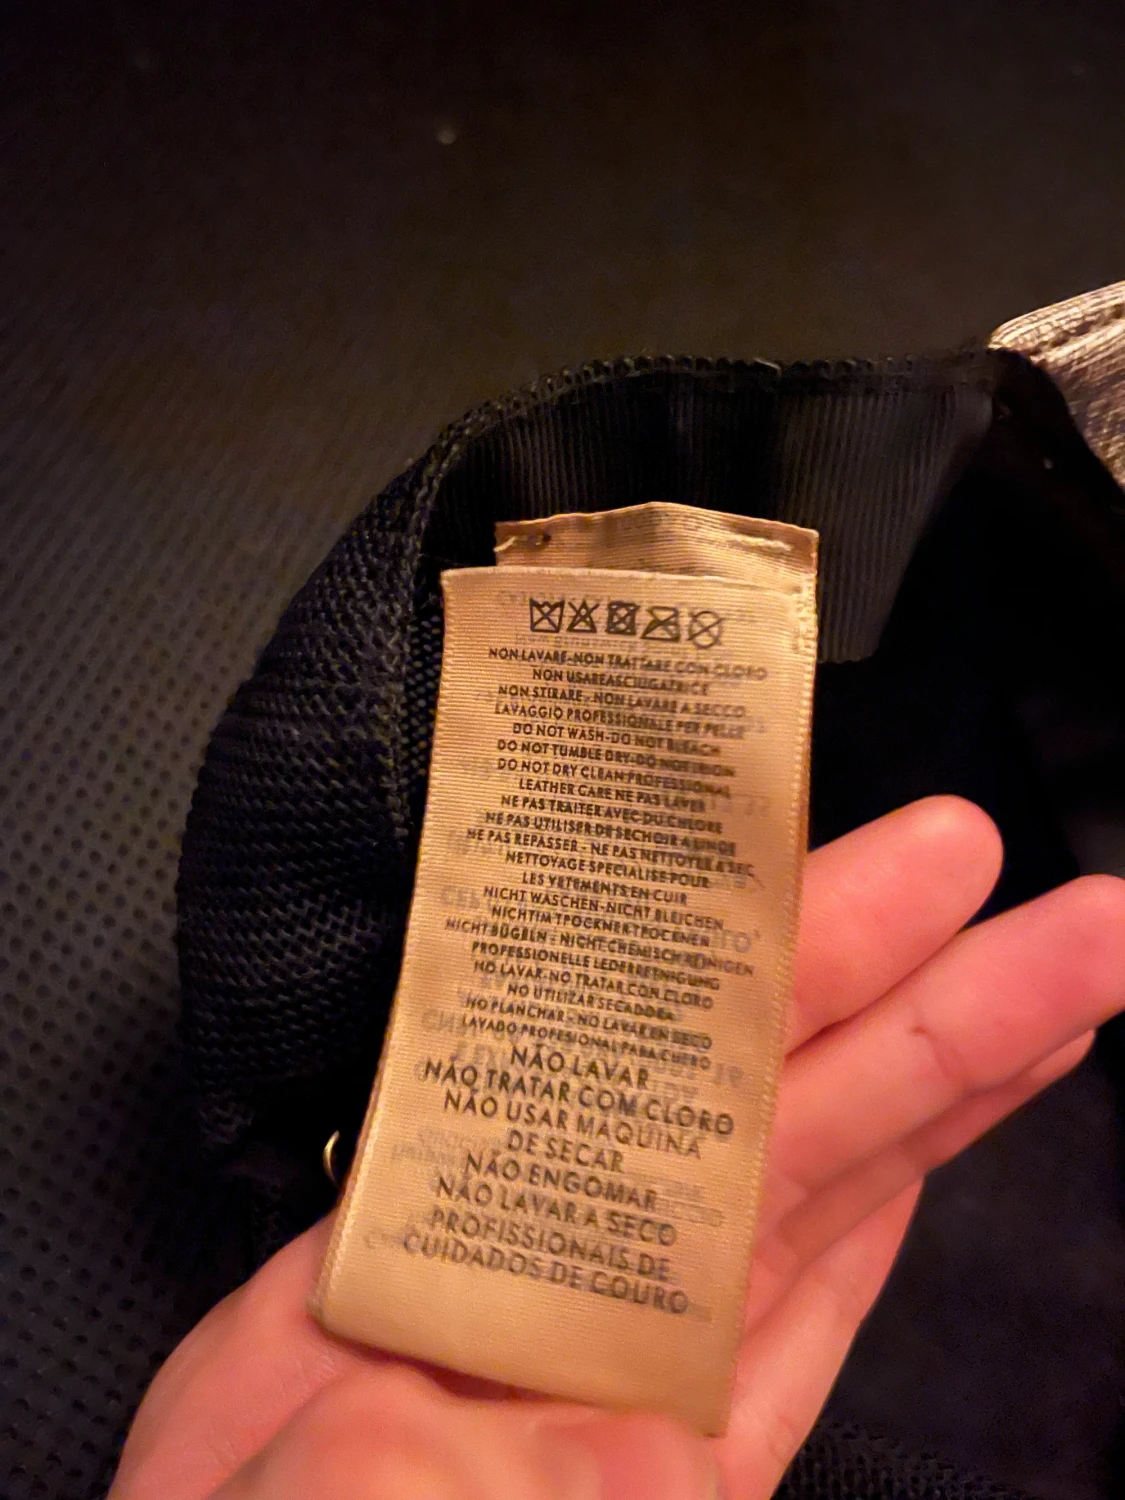 NON LAVARE-NON TRATTARE CON CLORO
NON USARE ASCIUGATRICE
NON STIRARE - NON LAVARE A SECCO
LAVAGGIO PROFESSIONALE PER PELLE
DO NOT WASH-DO NOT BLEACH
DO NOT TUMBLE DRY-DO NOT IRON
DO NOT DRY CLEAN PROFESSIONAL
LEATHER CARE NE PAS LAVER
NE PAS TRAITER AVEC DU CHLORE
NE PAS UTILISER DE SECHOIR A LINGE
NE PAS REPASSER - NE PAS NETTOYER A SEC
NETTOYAGE SPECIALISE POUR
LES VETEMENTS EN CUIR
NICHT WASCHEN-NICHT BLEICHEN
NICHT IM
NICHT BÜGELN - NICHT CHEMISCH REINIGEN
PROFESSIONELLE LEDERREINIGUNG
NO LAVAR-NO TRATAR CON CLORO
NO UTILIZAR SECADORA
NO PLANCHAR - NO LAVAR EN SECO
LAVADO PROFESIONAL PARA CUERO
NÃO LAVAR
NÃO TRATAR COM CLORO
NÃO USAR MAQUINA
DE SECAR
NÃO ENGOMAR
NÃO LAVAR A SECO
PROFISSIONAIS DE
CUIDADOS DE COURO